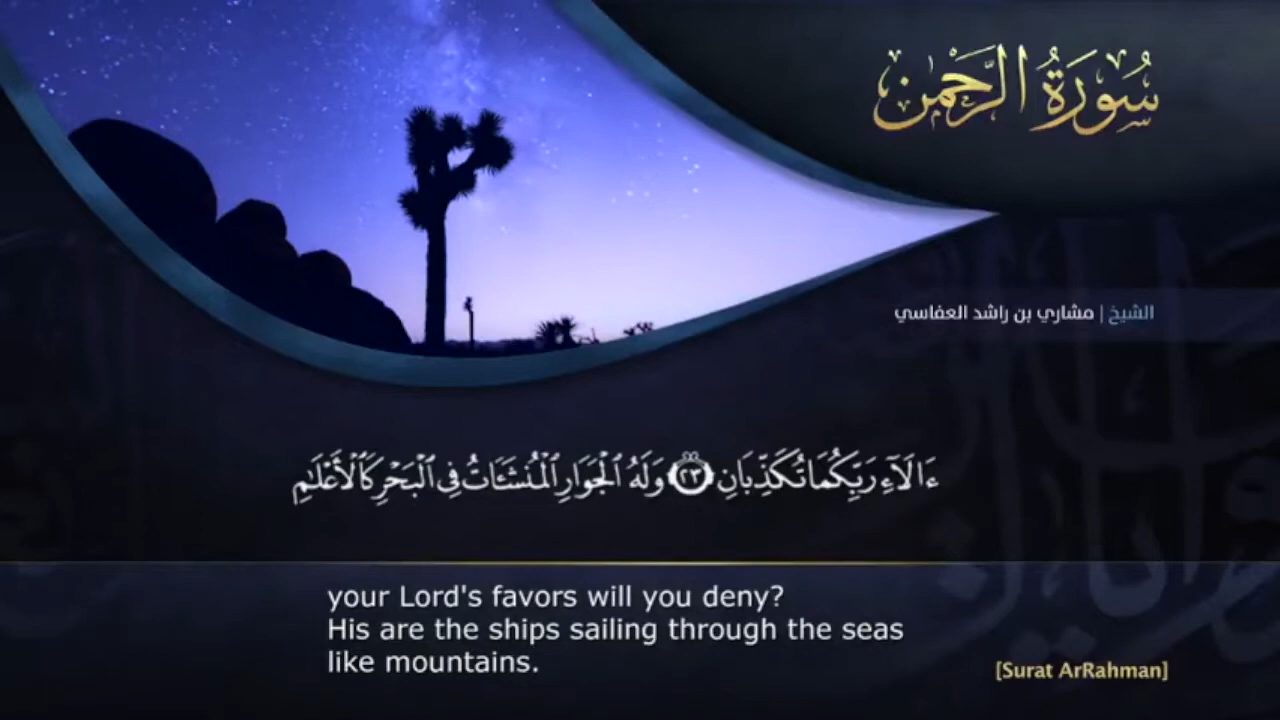 سُورَةُ الرَّحْمٰن
الشيخ | مشاري بن راشد العفاسي
ءَالَآءِ رَبِّكُمَا تُكَذِّبَانِ ٢٣ وَلَهُ ٱلْجَوَارِ ٱلْمُنشَـَٔاتُ فِى ٱلْبَحْرِ كَٱلْأَعْلَـٰمِ
your Lord's favors will you deny?
His are the ships sailing through the seas
like mountains.
[Surat ArRahman]